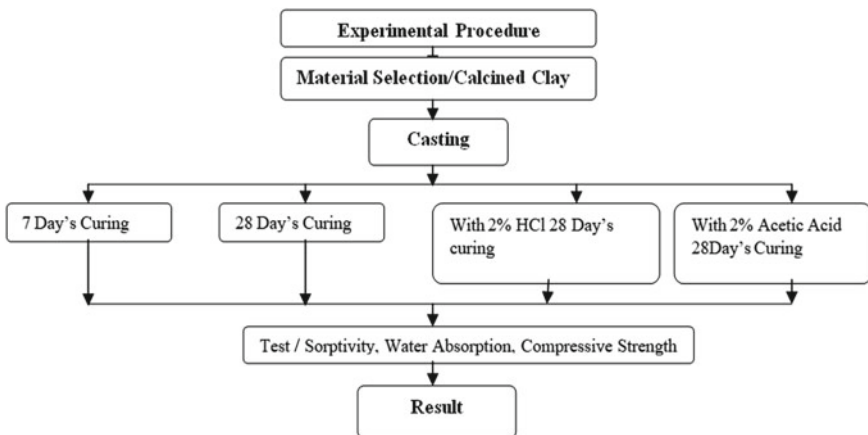 Experimental Procedure
Material Selection/Calcined Clay
Casting
7 Day's Curing
28 Day's Curing
With 2% HCl 28 Day's
curing
With 2% Acetic Acid
28Day's Curing
Test / Sorptivity, Water Absorption, Compressive Strength
Result